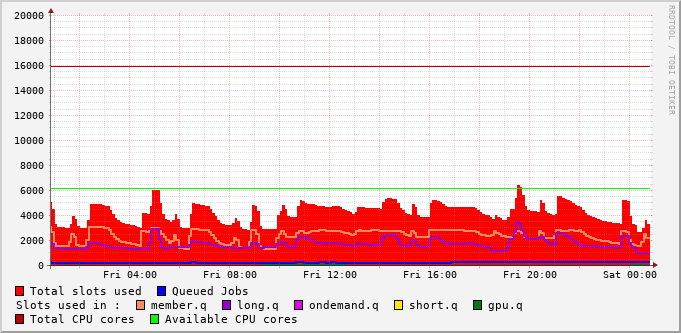 20000
18000
16000
14000
12000
10000
8000
6000
4000
2000
0
Fri 04:00 Fri 08:00 Fri 12:00 Fri 16:00 Fri 20:00 Sat 00:00
Total slots used Queued Jobs
Slots used in : member.q long.q ondemand.q short.q gpu.q
Total CPU cores Available CPU cores
RRDTOOL / TOBI OETIKER